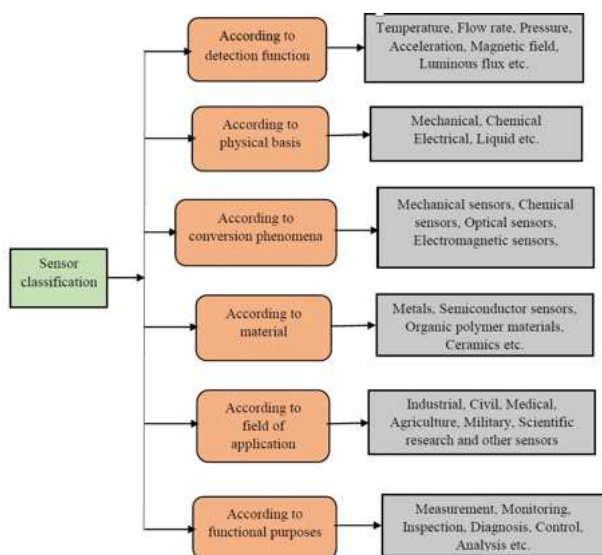 Sensor
classification
According to
detection function
Temperature, Flow rate, Pressure,
Acceleration, Magnetic field,
Luminous flux etc.
According to
physical basis
Mechanical, Chemical
Electrical, Liquid etc.
According to
conversion phenomena
Mechanical sensors, Chemical
sensors, Optical sensors,
Electromagnetic sensors,
According to
material
Metals, Semiconductor sensors,
Organic polymer materials,
Ceramics etc.
According to
field of
application
Industrial, Civil, Medical,
Agriculture, Military, Scientific
research and other sensors
According to
functional purposes
Measurement, Monitoring,
Inspection, Diagnosis, Control,
Analysis etc.